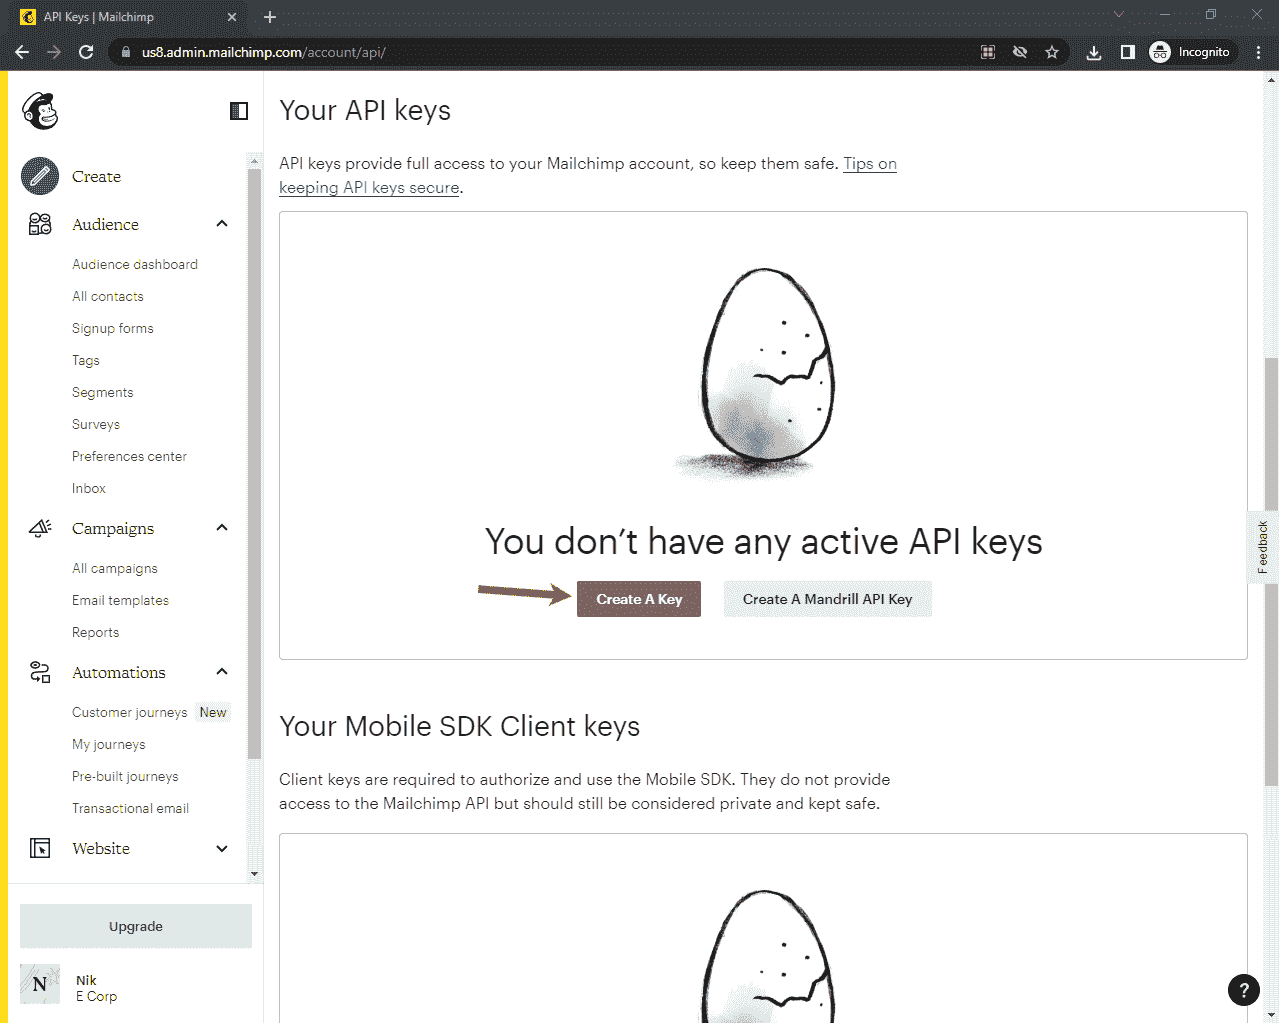 API Keys | Mailchimp
us8.admin.mailchimp.com/account/api/
Incognito
Create
Audience
Audience dashboard
All contacts
Signup forms
Tags
Segments
Surveys
Preferences center
Inbox
Campaigns
All campaigns
Email templates
Reports
Automations
Customer journeys New
My journeys
Pre-built journeys
Transactional email
Website
Upgrade
N
Nik
E Corp
Your API keys
API keys provide full access to your Mailchimp account, so keep them safe. Tips on
keeping API keys secure.
You don't have any active API keys
Create A Key
Create A Mandrill API Key
Your Mobile SDK Client keys
Client keys are required to authorize and use the Mobile SDK. They do not provide
access to the Mailchimp API but should still be considered private and kept safe.
Feedback
?